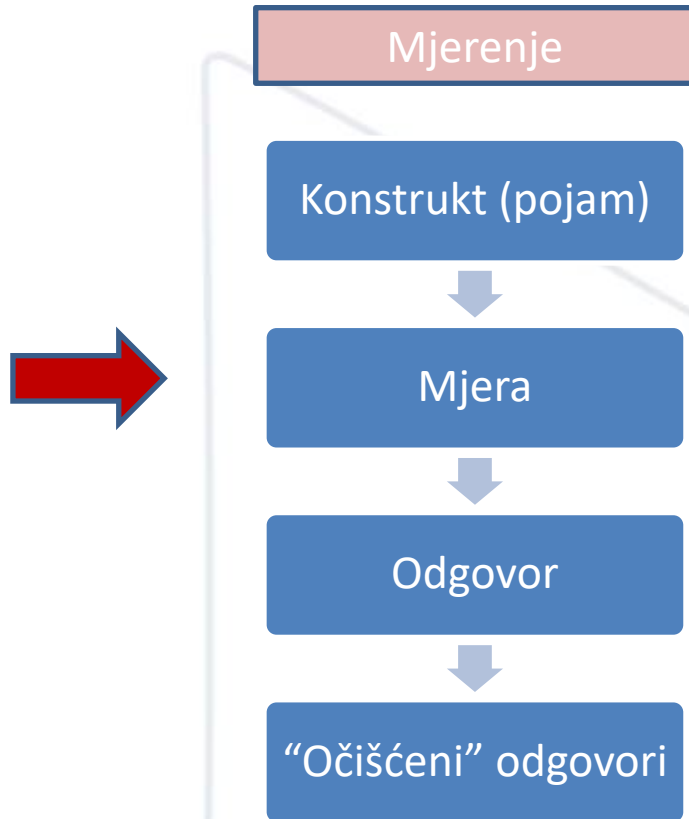 Mjerenje
Konstrukt (pojam)
Mjera
Odgovor
“Očišćeni” odgovori